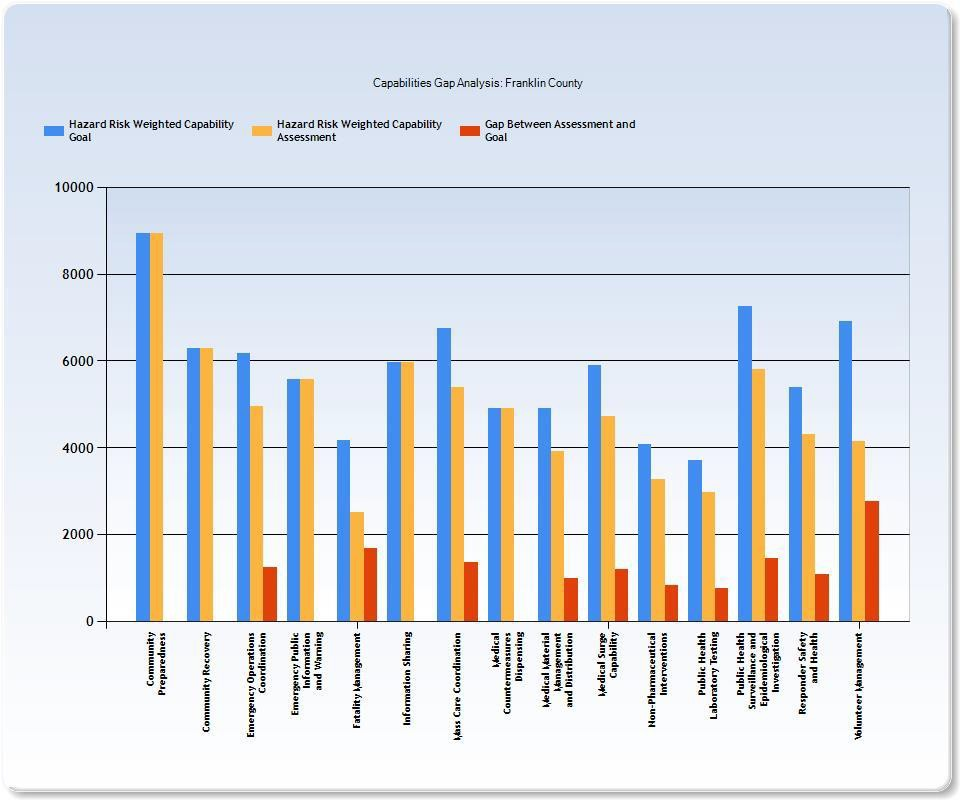 Capabilities Gap Analysis: Franklin County
Hazard Risk Weighted Capability
Goal
Hazard Risk Weighted Capability
Assessment
Gap Between Assessment and
Goal
10000
8000
6000
4000
2000
0
Community
Preparedness
Community Recovery
Emergency Operations
Coordination
Emergency Public
Information
and Warning
Fatality Management
Information Sharing
Mass Care Coordination
Medical
Countermeasures
Dispensing
Medical Material
Management
and Distribution
Medical Surge
Capability
Non-Pharmaceutical
Interventions
Public Health
Laboratory Testing
Public Health
Surveillance and
Epidemiological
Investigation
Responder Safety
and Health
Volunteer Management